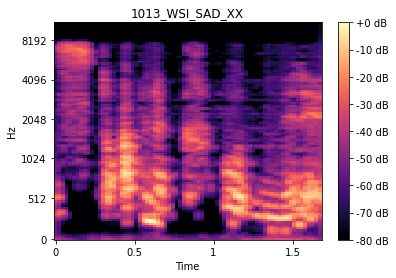 1013_WSI_SAD_XX
+0 dB
8192
-10 dB
4096
-20 dB
-30 dB
2048
Hz
-40 dB
1024
-50 dB
512
-60 dB
-70 dB
0
-80 dB
0
0.5
1
1.5
Time